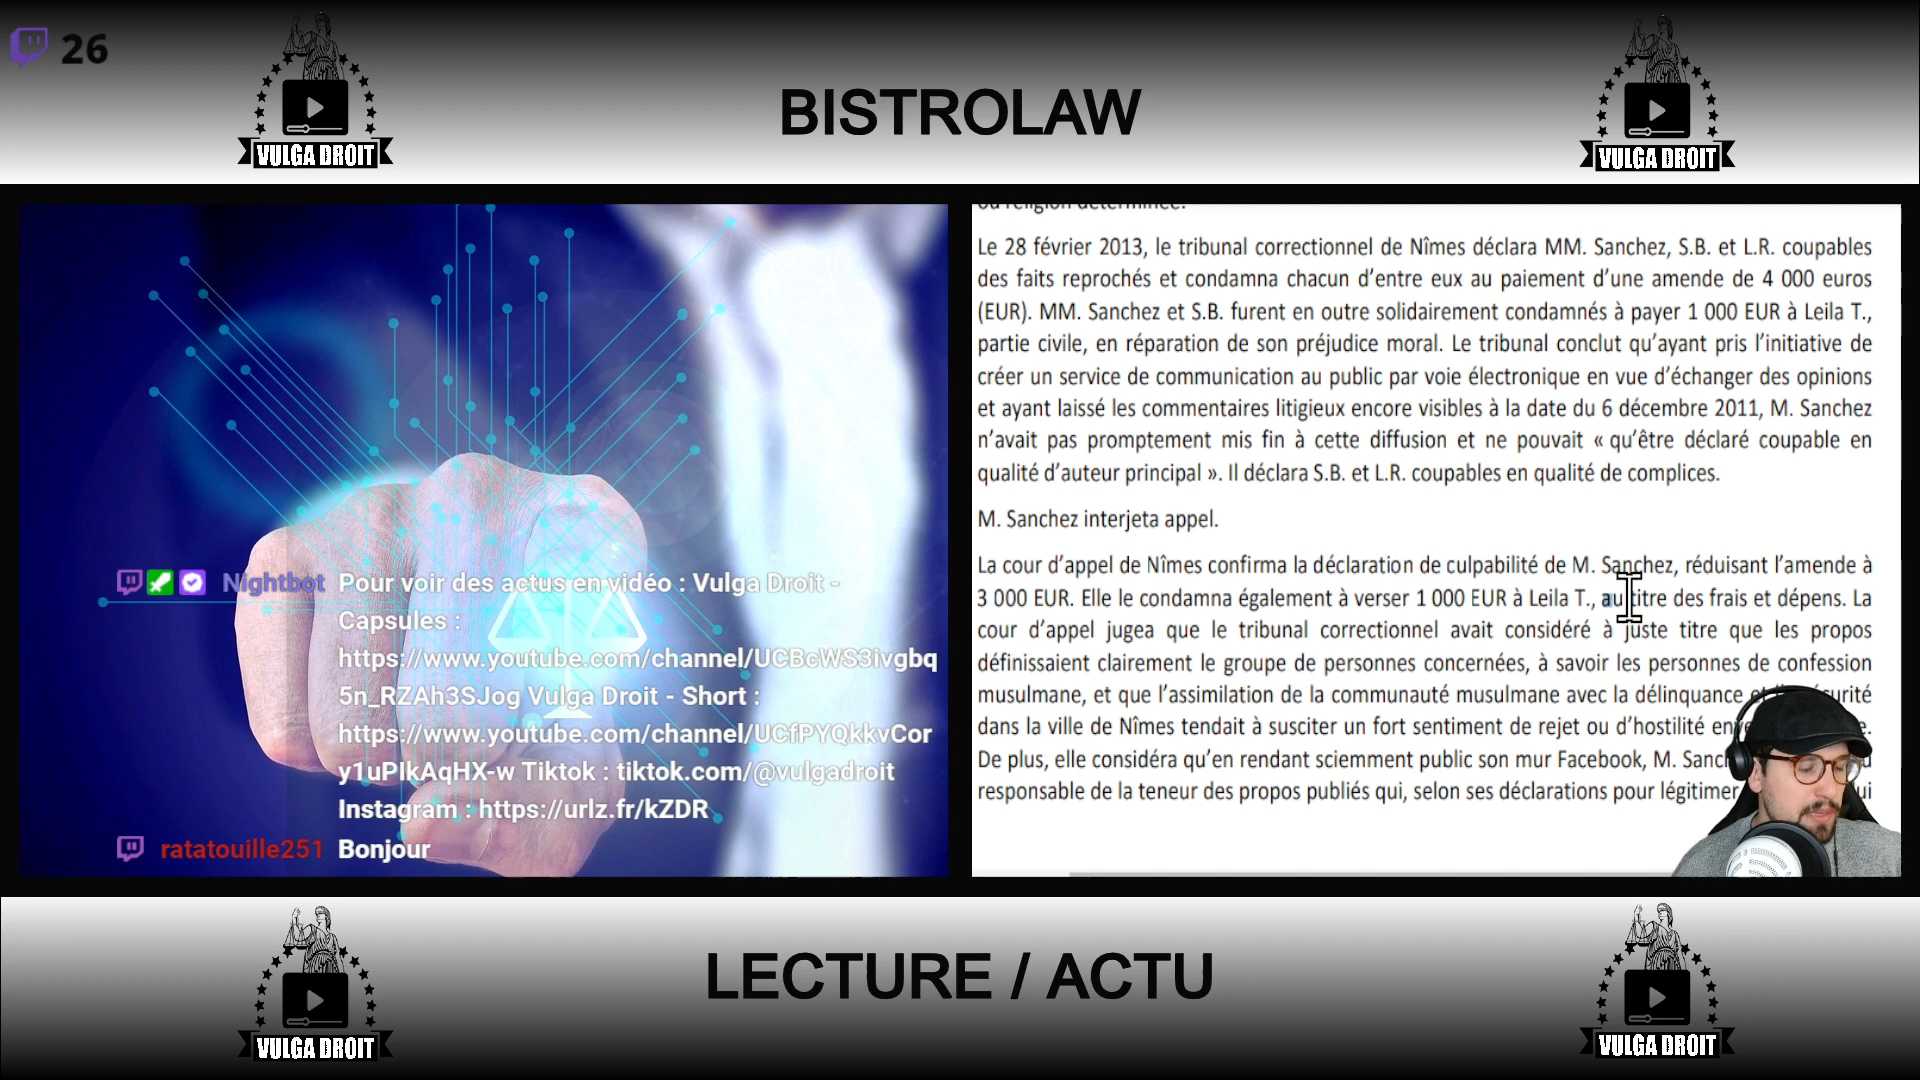 26
VULGA DROIT
BISTROLAW
VULGA DROIT
Nightbot Pour voir des actus en vidéo : Vulga Droit -
Capsules :
https://www.youtube.com/channel/UCBcWS3ivgbq
5n_RZAh3SJog Vulga Droit - Short :
https://www.youtube.com/channel/UCfPYQkkvCor
y1uPIkAqHX-w Tiktok : tiktok.com/@vulgadroit
Instagram : https://urlz.fr/kZDR
ratatouille251 Bonjour
ou religion déterminée.
Le 28 février 2013, le tribunal correctionnel de Nîmes déclara MM. Sanchez, S.B. et L.R. coupables
des faits reprochés et condamna chacun d’entre eux au paiement d’une amende de 4 000 euros
(EUR). MM. Sanchez et S.B. furent en outre solidairement condamnés à payer 1 000 EUR à Leila T.,
partie civile, en réparation de son préjudice moral. Le tribunal conclut qu’ayant pris l’initiative de
créer un service de communication au public par voie électronique en vue d’échanger des opinions
et ayant laissé les commentaires litigieux encore visibles à la date du 6 décembre 2011, M. Sanchez
n’avait pas promptement mis fin à cette diffusion et ne pouvait « qu’être déclaré coupable en
qualité d’auteur principal ». Il déclara S.B. et L.R. coupables en qualité de complices.
M. Sanchez interjeta appel.
La cour d’appel de Nîmes confirma la déclaration de culpabilité de M. Sanchez, réduisant l’amende à
3 000 EUR. Elle le condamna également à verser 1 000 EUR à Leila T., au titre des frais et dépens. La
cour d’appel jugea que le tribunal correctionnel avait considéré à juste titre que les propos
définissaient clairement le groupe de personnes concernées, à savoir les personnes de confession
musulmane, et que l’assimilation de la communauté musulmane avec la délinquance
dans la ville de Nîmes tendait à susciter un fort sentiment de rejet ou d’hostilité
De plus, elle considéra qu’en rendant sciemment public son mur Facebook, M.
responsable de la teneur des propos publiés qui, selon ses déclarations pour légitimer
VULGA DROIT
LECTURE / ACTU
VULGA DROIT